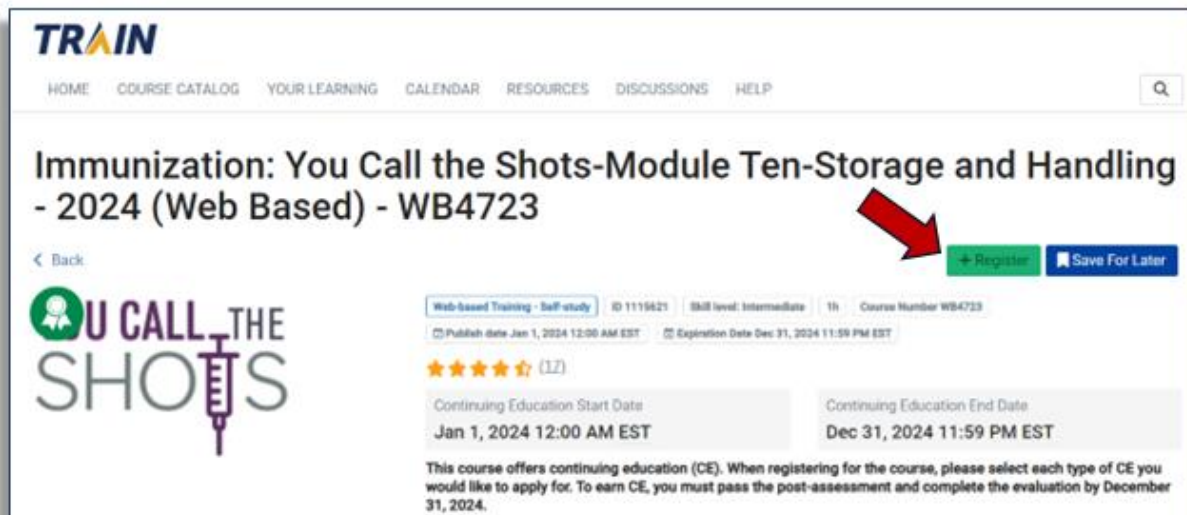 TRAIN
HOME COURSE CATALOG YOUR LEARNING CALENDAR RESOURCES DISCUSSIONS HELP
Immunization: You Call the Shots-Module Ten-Storage and Handling
- 2024 (Web Based) - WB4723
< Back
+ Register Save For Later
U CALL THE
SHOTS
Web-based Training - Self-study ID 1115621 Skill level: Intermediate 1h Course Number WB4723
Publish date Jan 1, 2024 12:00 AM EST Expiration Date Dec 31, 2024 11:59 PM EST
(17)
Continuing Education Start Date Continuing Education End Date
Jan 1, 2024 12:00 AM EST Dec 31, 2024 11:59 PM EST
This course offers continuing education (CE). When registering for the course, please select each type of CE you
would like to apply for. To earn CE, you must pass the post-assessment and complete the evaluation by December
31, 2024.